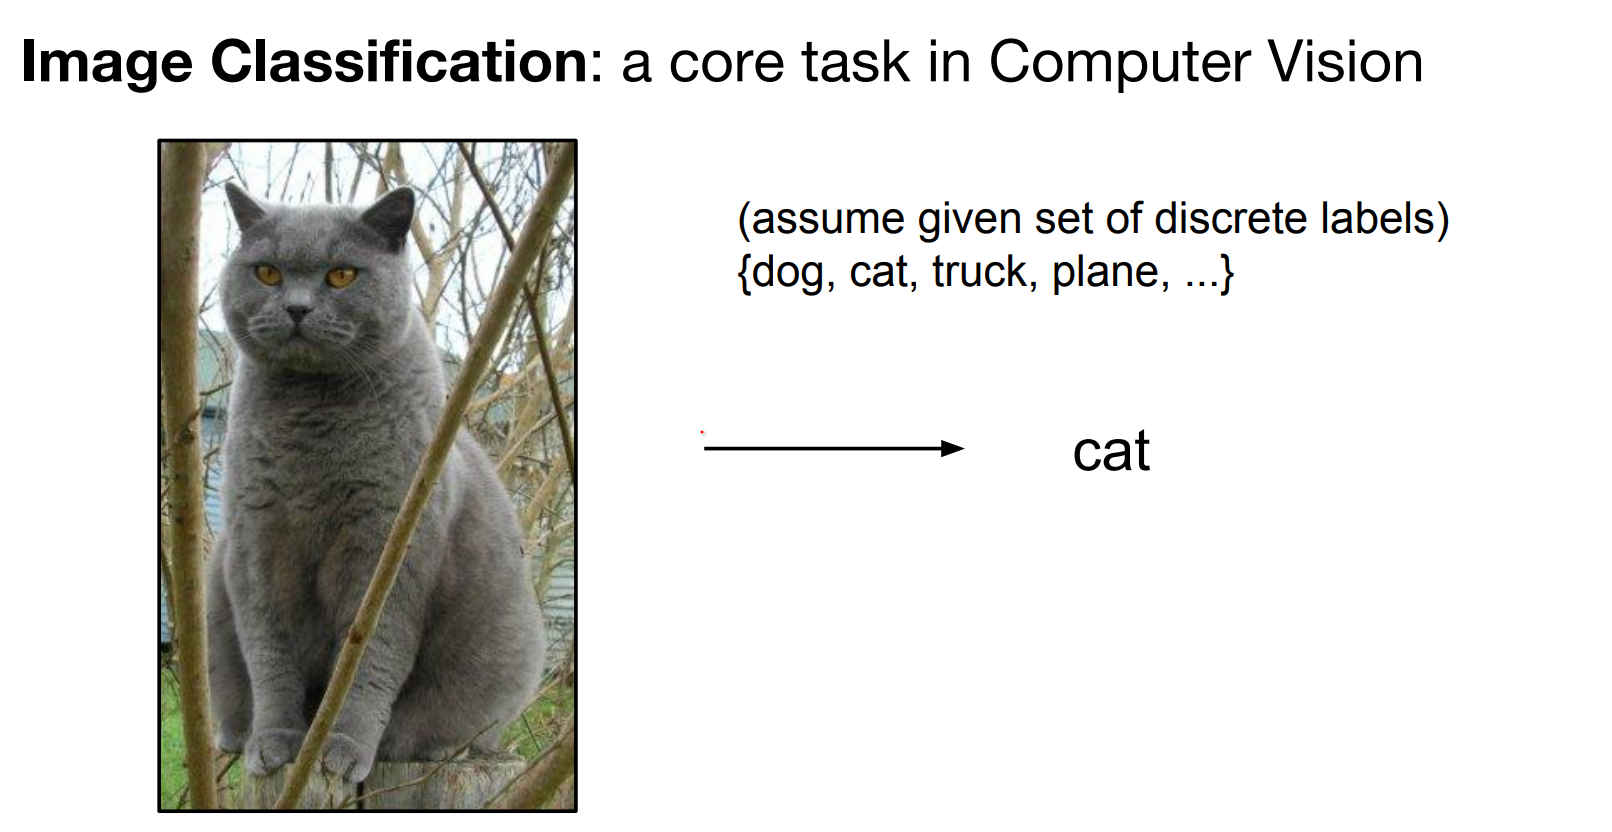 Image Classification: a core task in Computer Vision
(assume given set of discrete labels)
{dog, cat, truck, plane, ...}
cat